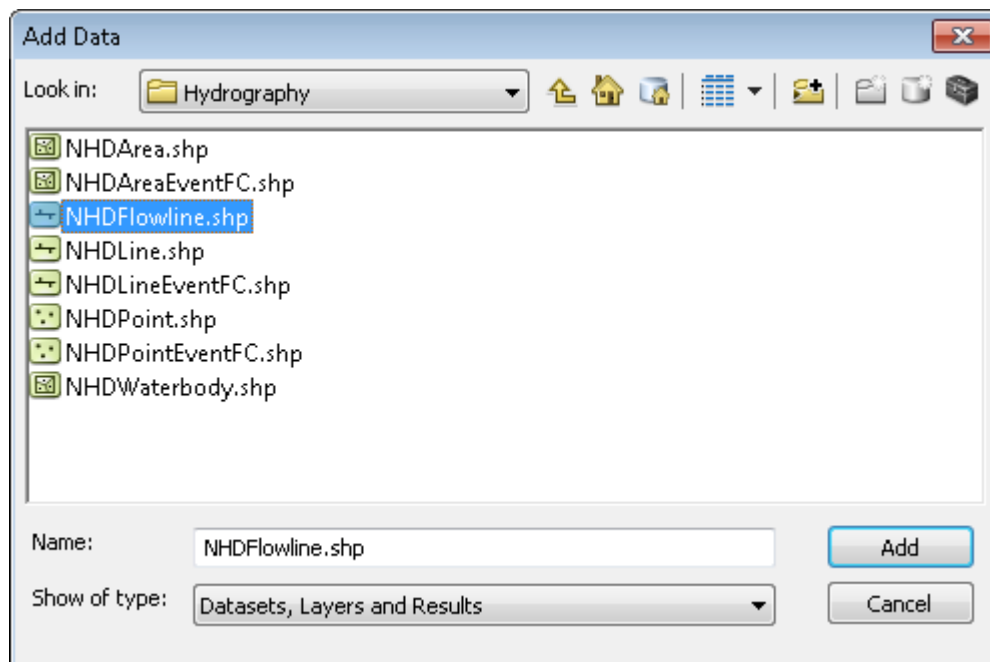 Add Data
Look in: Hydrography
NHDArea.shp
NHDAreaEventFC.shp
NHDFlowline.shp
NHDLine.shp
NHDLineEventFC.shp
NHDPoint.shp
NHDPointEventFC.shp
NHDWaterbody.shp
Name: NHDFlowline.shp Add
Show of type: Datasets, Layers and Results Cancel